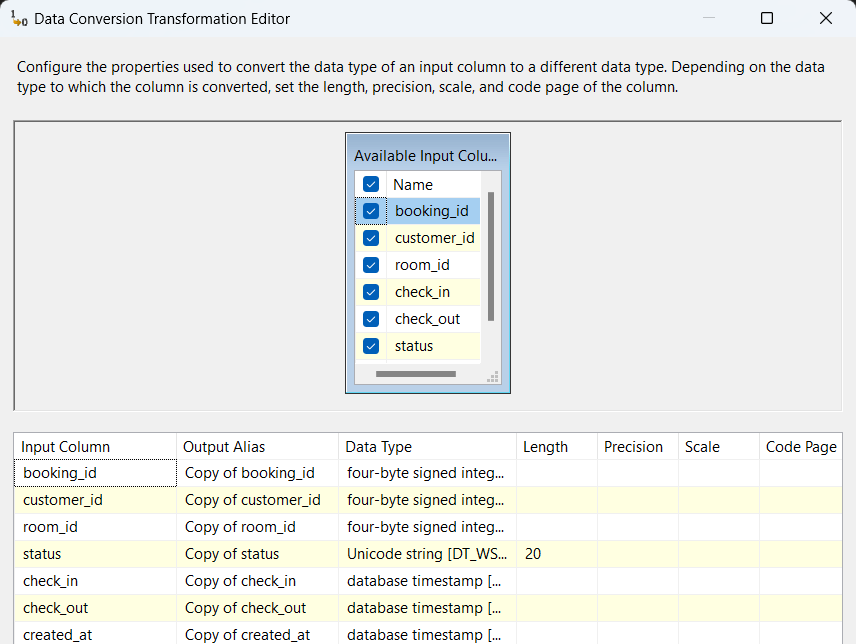 Data Conversion Transformation Editor
Configure the properties used to convert the data type of an input column to a different data type. Depending on the data
type to which the column is converted, set the length, precision, scale, and code page of the column.
Available Input Colu...
Name
booking_id
customer_id
room_id
check_in
check_out
status
Input Column Output Alias Data Type Length Precision Scale Code Page
booking_id Copy of booking_id four-byte signed integ...
customer_id Copy of customer_id four-byte signed integ...
room_id Copy of room_id four-byte signed integ...
status Copy of status Unicode string [DT_WS... 20
check_in Copy of check_in database timestamp [...
check_out Copy of check_out database timestamp [...
created_at Copy of created_at database timestamp [...